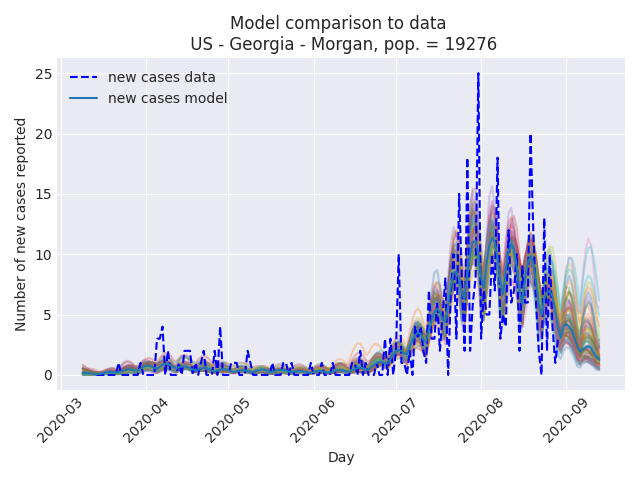 Model comparison to data
US - Georgia - Morgan, pop. = 19276
new cases data
new cases model
Number of new cases reported
25
20
15
10
5
0
2020-03
2020-04
2020-05
2020-06
2020-07
2020-08
2020-09
Day